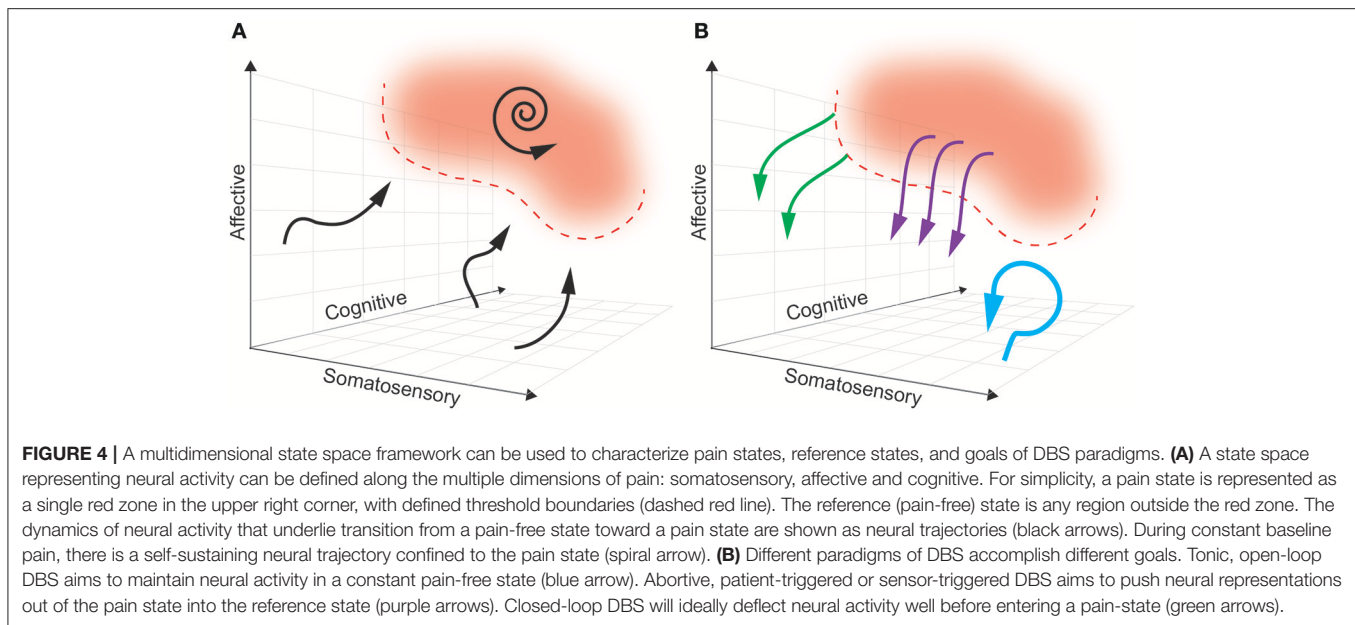 A
B
Affective
Cognitive
Somatosensory
Affective
Cognitive
Somatosensory
FIGURE 4 | A multidimensional state space framework can be used to characterize pain states, reference states, and goals of DBS paradigms. (A) A state space
representing neural activity can be defined along the multiple dimensions of pain: somatosensory, affective and cognitive. For simplicity, a pain state is represented as
a single red zone in the upper right corner, with defined threshold boundaries (dashed red line). The reference (pain-free) state is any region outside the red zone. The
dynamics of neural activity that underlie transition from a pain-free state toward a pain state are shown as neural trajectories (black arrows). During constant baseline
pain, there is a self-sustaining neural trajectory confined to the pain state (spiral arrow). (B) Different paradigms of DBS accomplish different goals. Tonic, open-loop
DBS aims to maintain neural activity in a constant pain-free state (blue arrow). Abortive, patient-triggered or sensor-triggered DBS aims to push neural representations
out of the pain state into the reference state (purple arrows). Closed-loop DBS will ideally deflect neural activity well before entering a pain-state (green arrows).